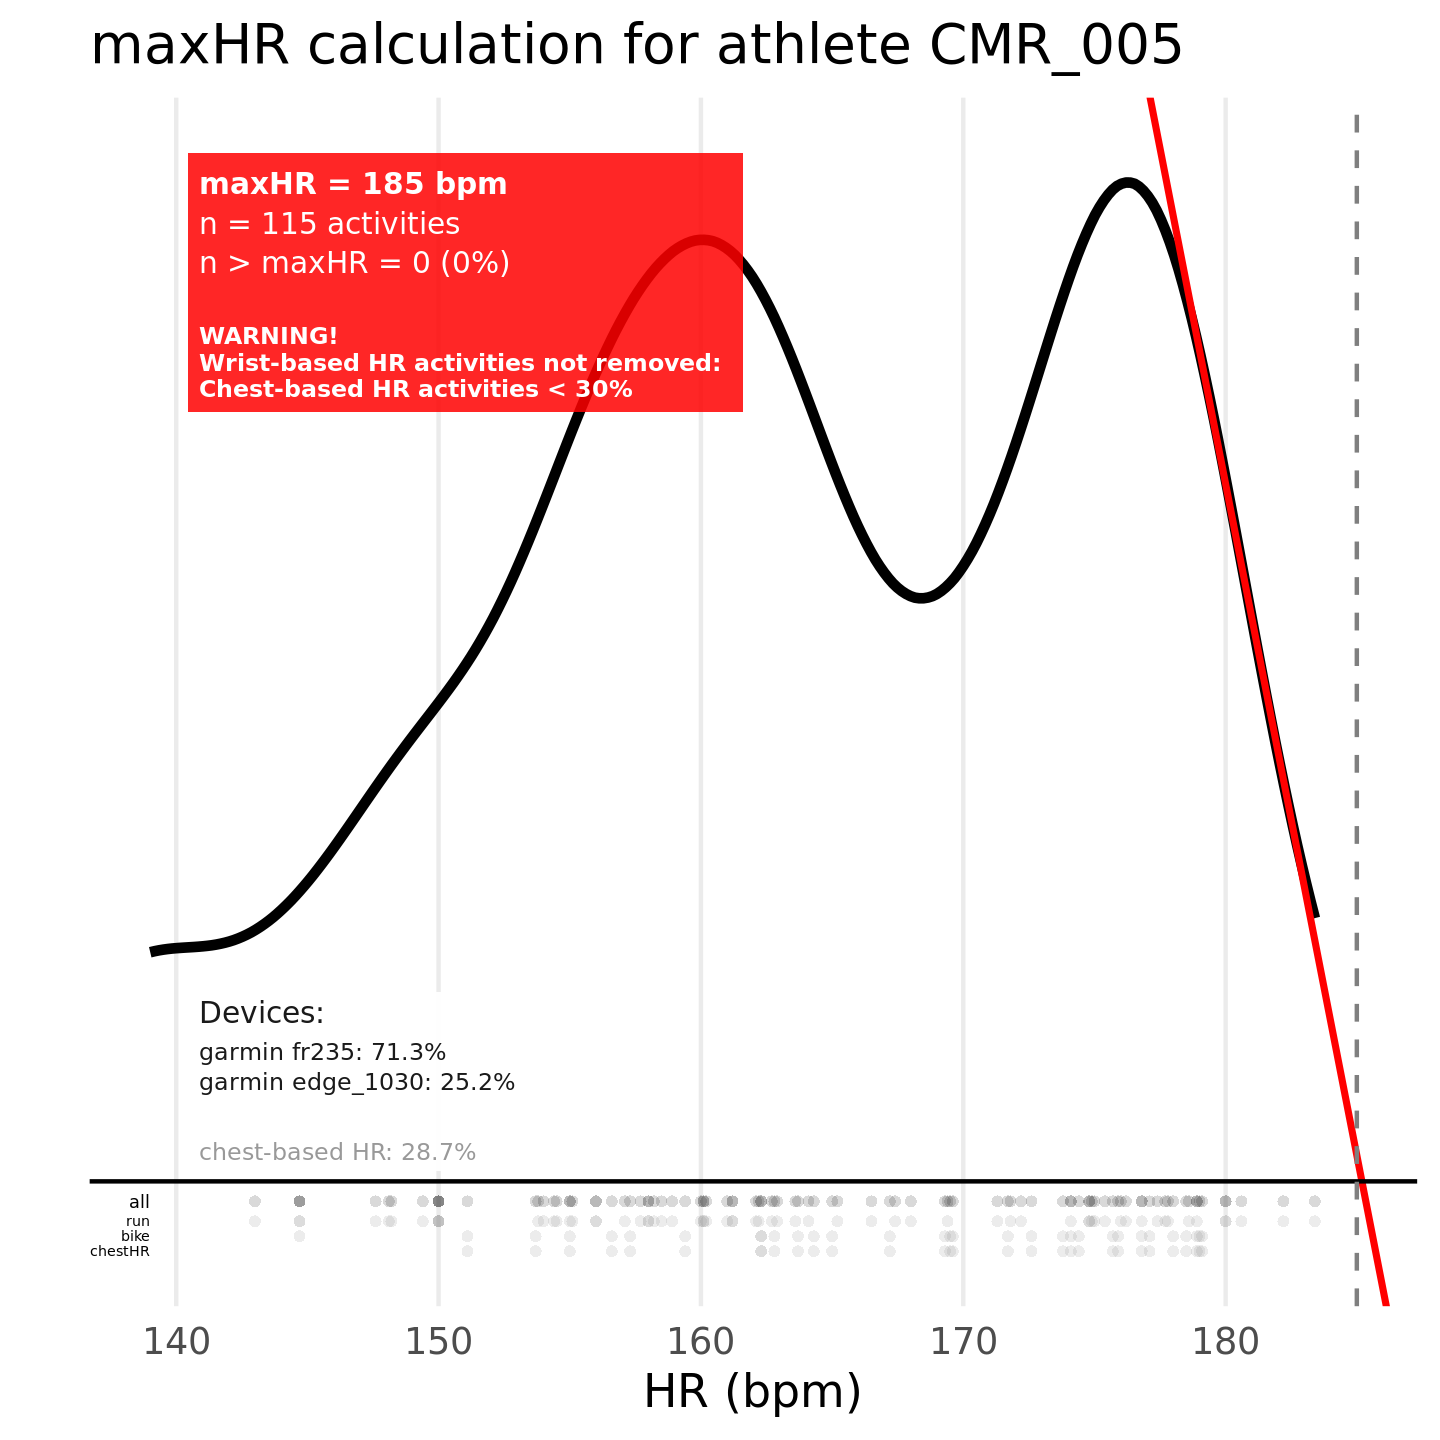 maxHR calculation for athlete CMR_005
maxHR = 185 bpm
n = 115 activities
n > maxHR = 0 (0%)
WARNING!
Wrist-based HR activities not removed:
Chest-based HR activities < 30%
Devices:
garmin fr235: 71.3%
garmin edge_1030: 25.2%
chest-based HR: 28.7%
all
run
bike
chestHR
140 150 160 170 180
HR (bpm)